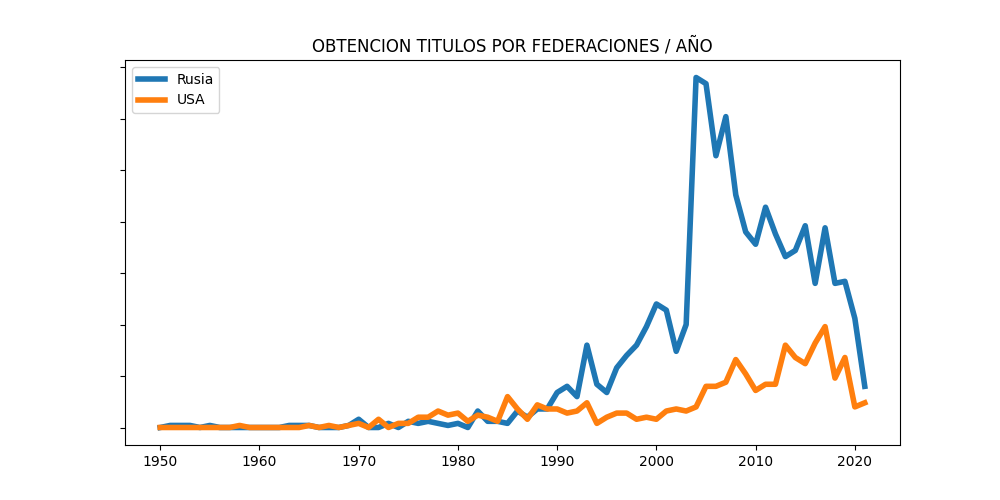 OBTENCION TITULOS POR FEDERACIONES / AÑO
Rusia
USA
1950 1960 1970 1980 1990 2000 2010 2020